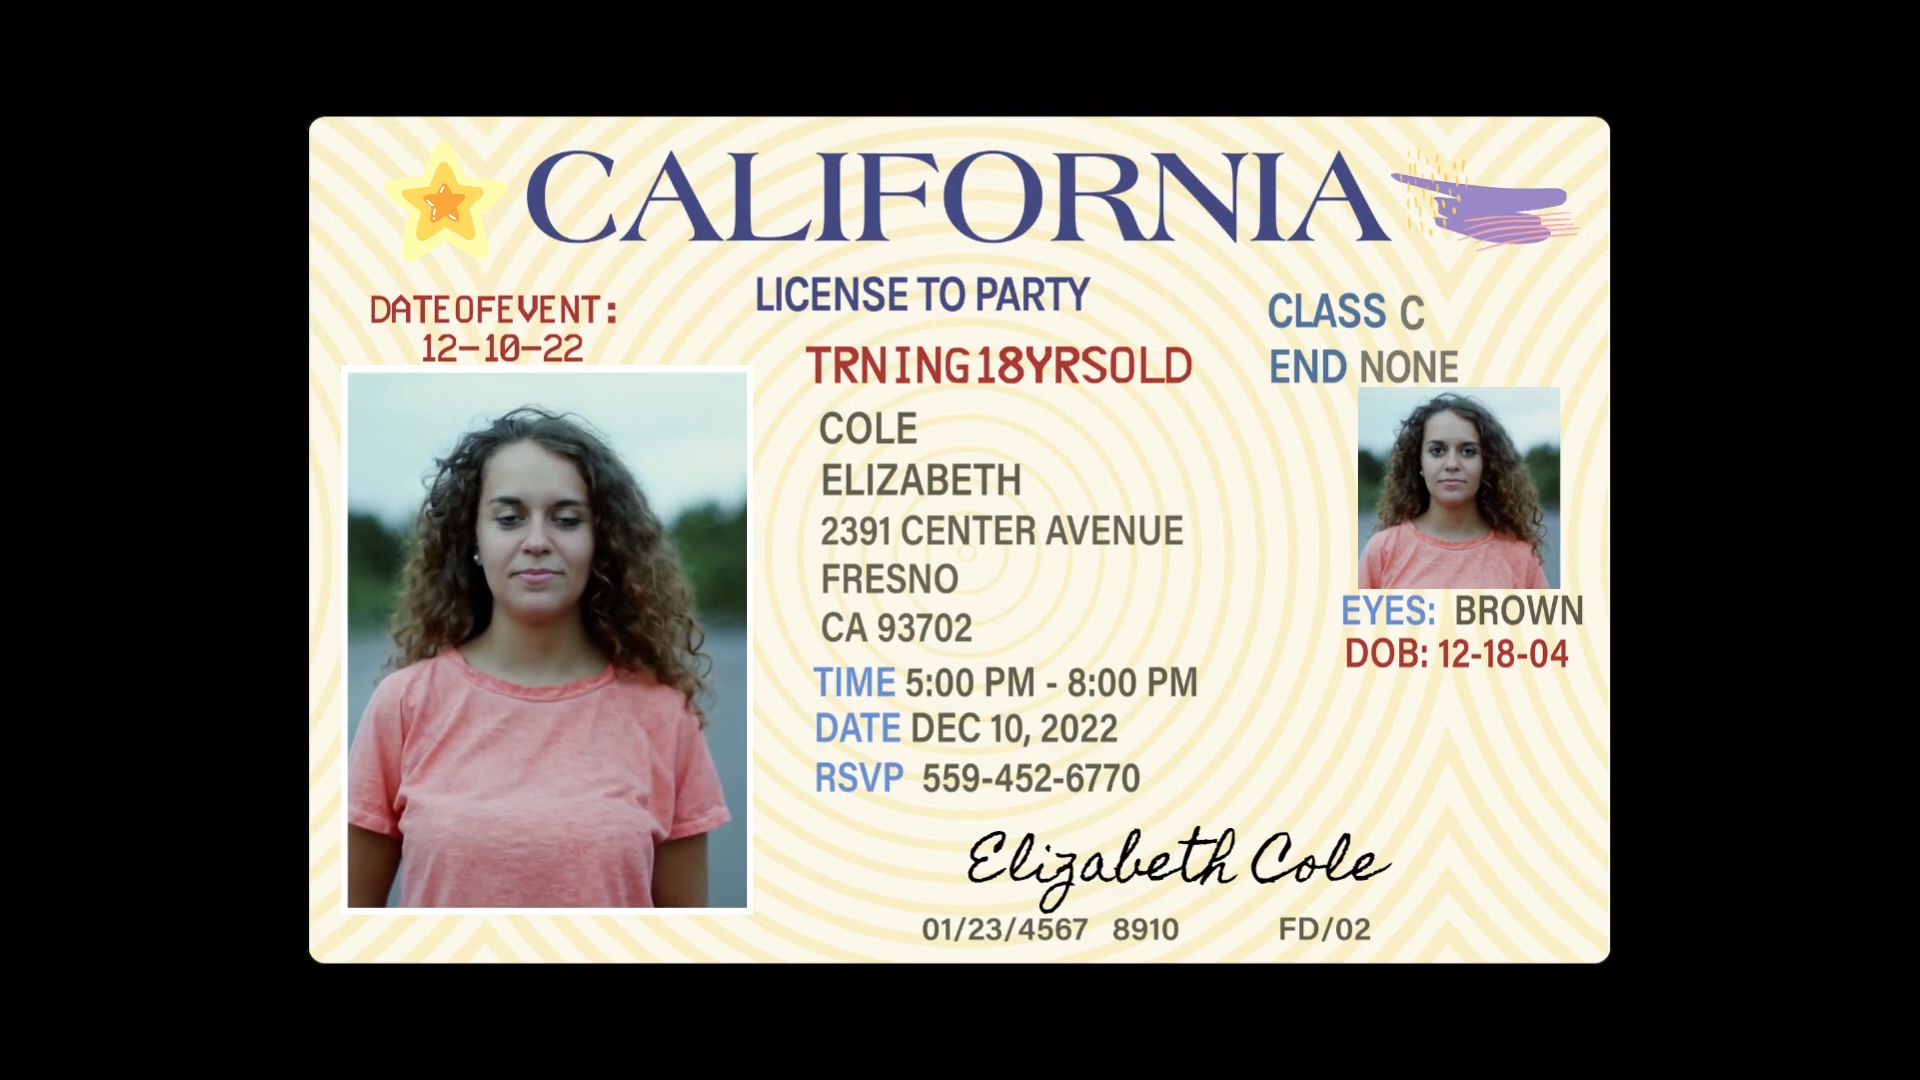 CALIFORNIA
LICENSE TO PARTY
DATEOFEVENT:
12-10-22
TRNING18YRSOLD
CLASS C
END NONE
COLE
ELIZABETH
2391 CENTER AVENUE
FRESNO
CA 93702
TIME 5:00 PM - 8:00 PM
DATE DEC 10, 2022
RSVP 559-452-6770
EYES: BROWN
DOB: 12-18-04
Elizabeth Cole
01/23/4567 8910 FD/02